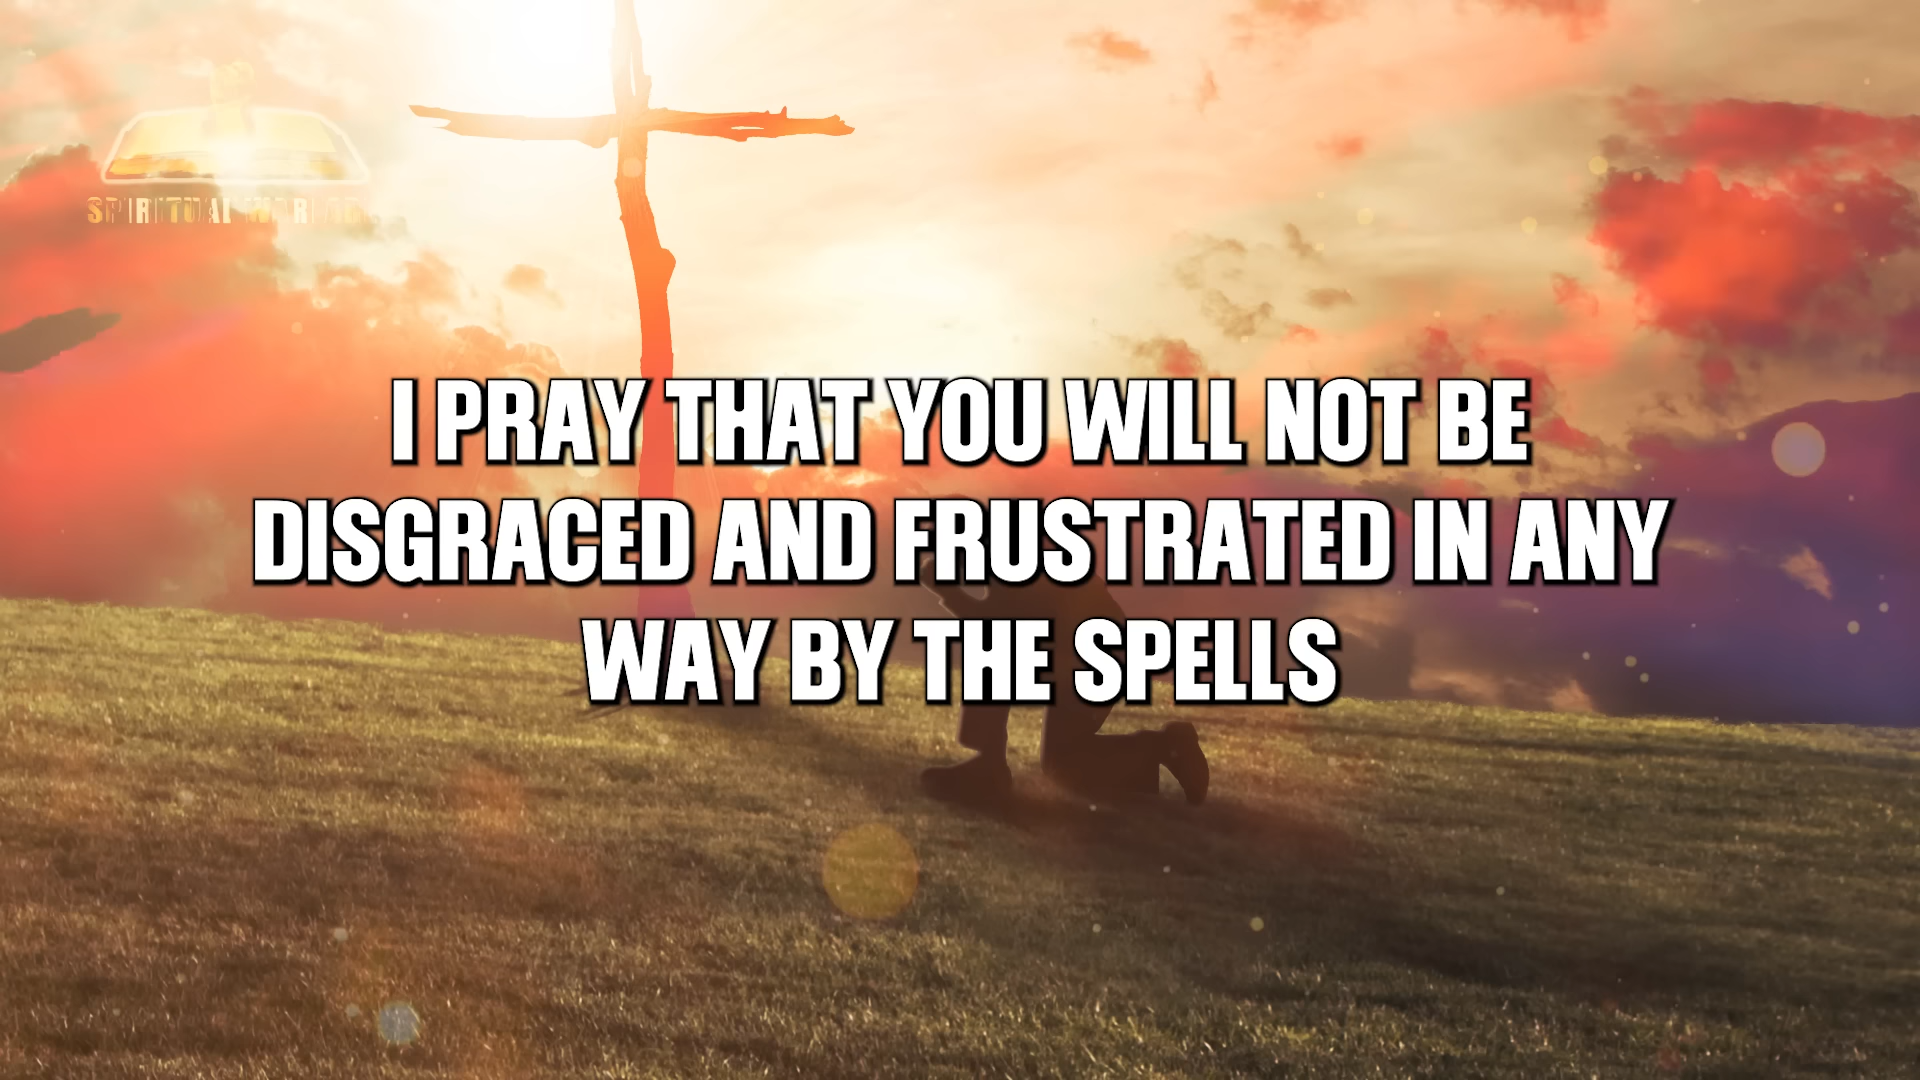 SPIRITUAL
I PRAY THAT YOU WILL NOT BE
DISGRACED AND FRUSTRATED IN ANY
WAY BY THE SPELLS